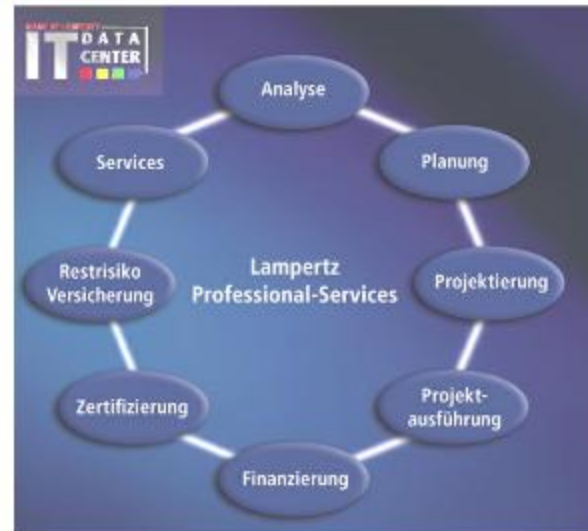 IT DATA
CENTER
Analyse
Planung
Projektierung
Projekt-
ausführung
Finanzierung
Zertifizierung
Restrisiko
Versicherung
Services
Lampertz
Professional-Services